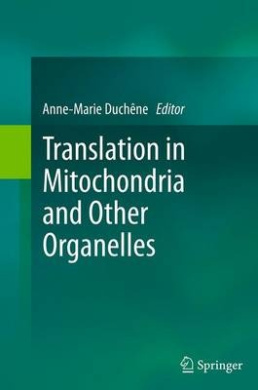 Anne-Marie Duchêne Editor
Translation in
Mitochondria
and Other
Organelles
Springer